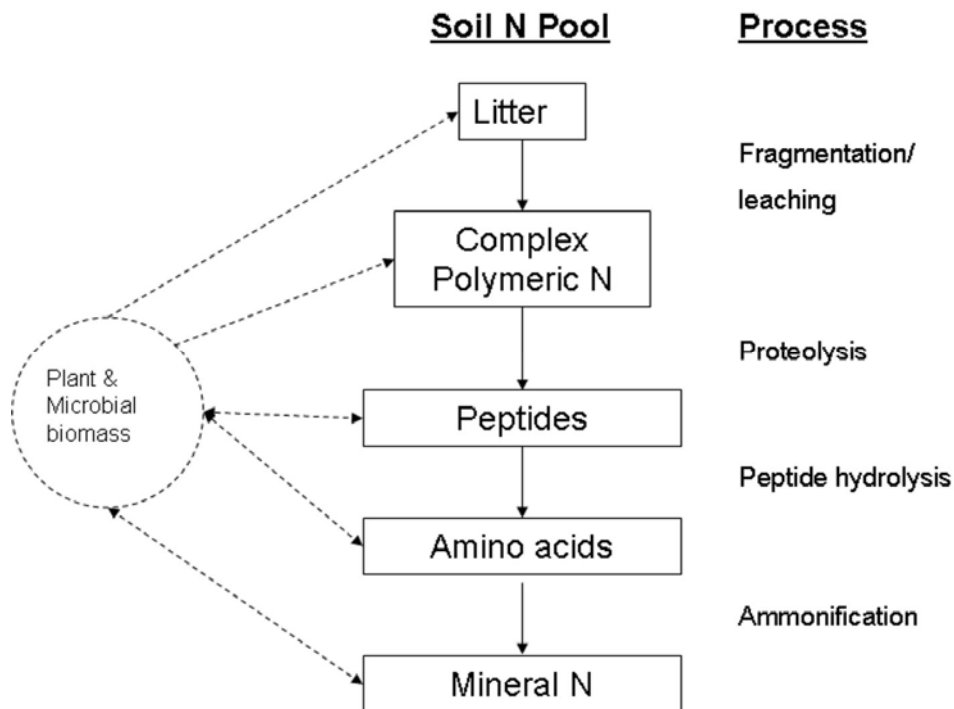 Soil N Pool
Process
Litter
Fragmentation/
leaching
Complex
Polymeric N
Proteolysis
Plant &
Microbial
biomass
Peptides
Peptide hydrolysis
Amino acids
Ammonification
Mineral N